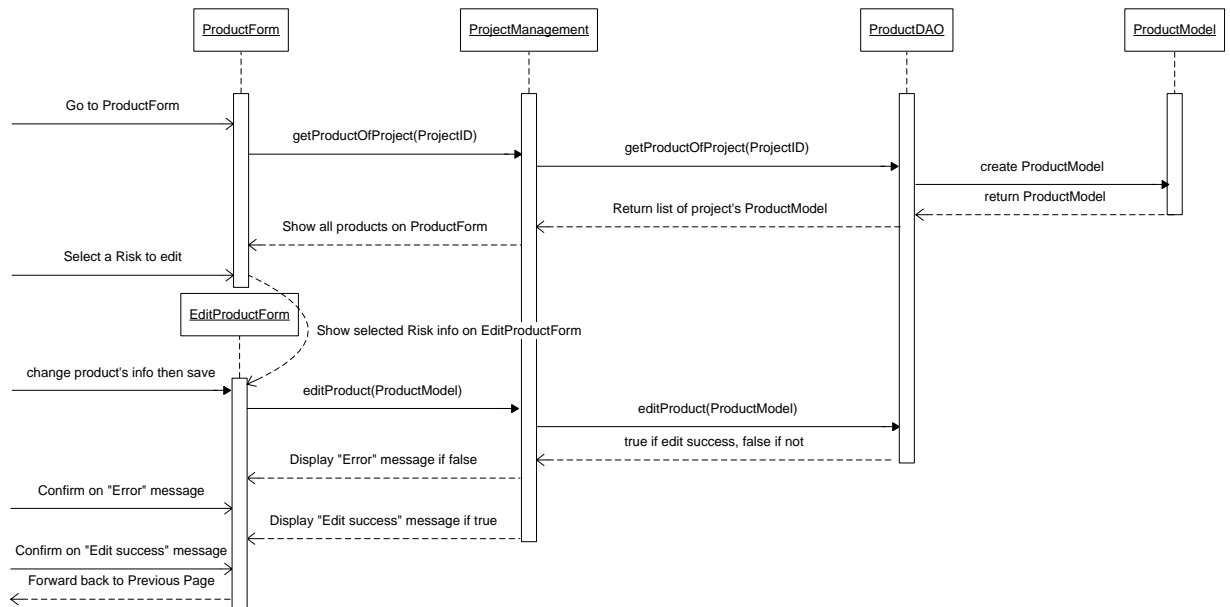 ProductForm
ProjectManagement
ProductDAO
ProductModel
Go to ProductForm
getProductOfProject(ProjectID)
getProductOfProject(ProjectID)
create ProductModel
return ProductModel
Return list of project's ProductModel
Show all products on ProductForm
Select a Risk to edit
EditProductForm
Show selected Risk info on EditProductForm
change product's info then save
editProduct(ProductModel)
editProduct(ProductModel)
true if edit success, false if not
Display "Error" message if false
Confirm on "Error" message
Display "Edit success" message if true
Confirm on "Edit success" message
Forward back to Previous Page